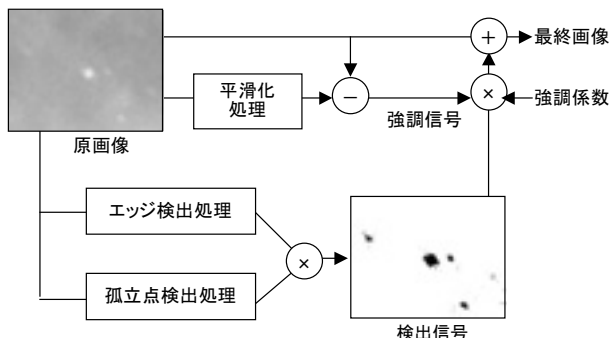 最終画像
+
平滑化
処理
−
×
強調係数
強調信号
原画像
エッジ検出処理
×
孤立点検出処理
検出信号